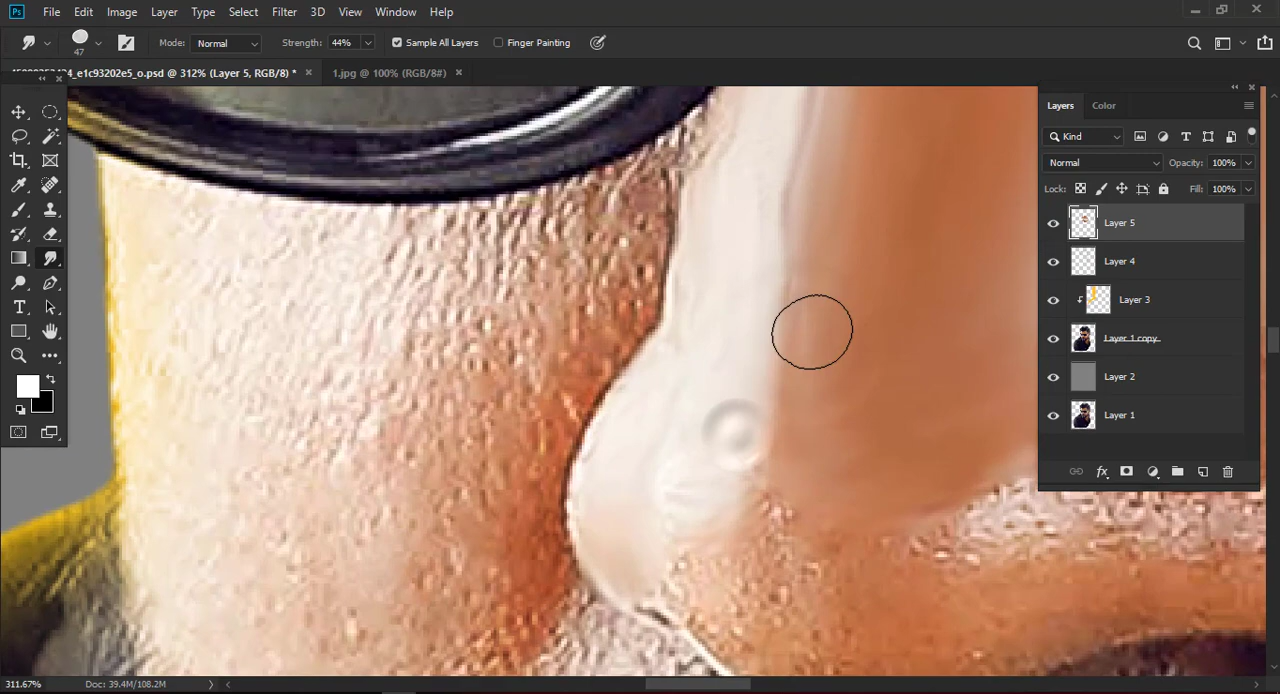 Ps File Edit Image Layer Type Select Filter 3D View Window Help
47 Mode: Normal Strength: 44% Sample All Layers Finger Painting
_e1c93202e5_o.psd @ 312% (Layer 5, RGB/8) * 1.jpg @ 100% (RGB/8#)
Layers Color
Kind
Normal Opacity: 100%
Lock: Fill: 100%
Layer 5
Layer 4
Layer 3
Layer 1 copy
Layer 2
Layer 1
fx
311.67% Doc: 39.4M/108.2M